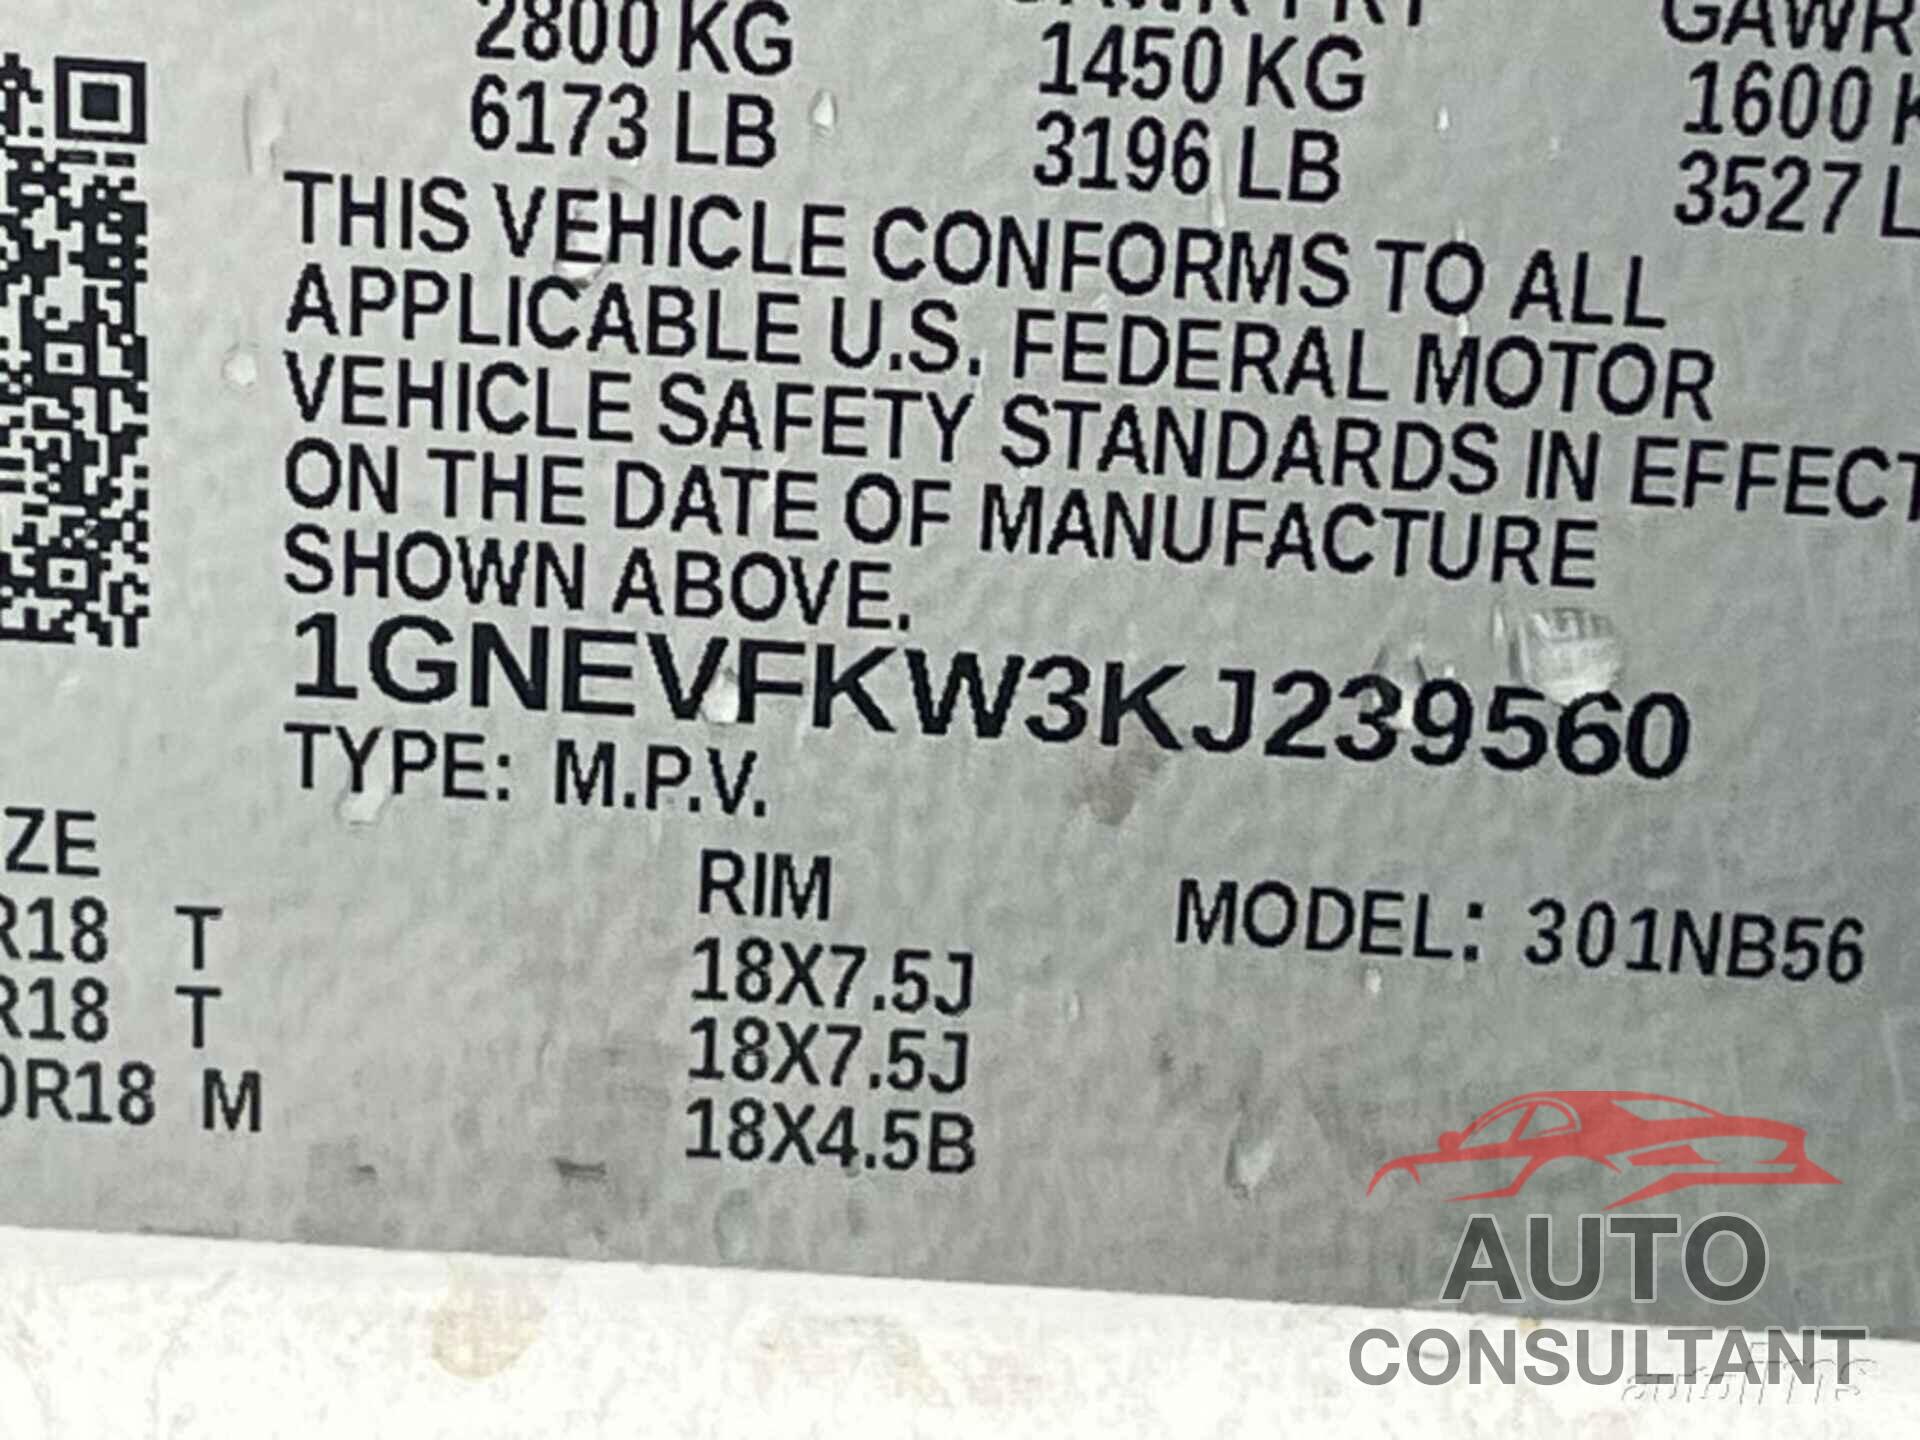 2800 KG 1450 KG 1600 K
6173 LB 3196 LB 3527 L
THIS VEHICLE CONFORMS TO ALL
APPLICABLE U.S. FEDERAL MOTOR
VEHICLE SAFETY STANDARDS IN EFFECT
ON THE DATE OF MANUFACTURE
SHOWN ABOVE.
1GNEVFKW3KJ239560
TYPE: M.P.V.
ZE RIM MODEL: 301NB56
R18 T 18X7.5J
R18 T 18X7.5J
0R18 M 18X4.5B
AUTO
CONSULTANT